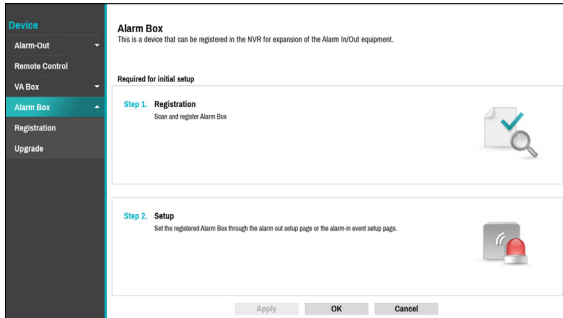 Device
Alarm-Out
Remote Control
VA Box
Alarm Box
Registration
Upgrade
Alarm Box
This is a device that can be registered in the NVR for expansion of the Alarm In/Out equipment.
Required for initial setup
Step 1. Registration
Scan and register Alarm Box
Step 2. Setup
Set the registered Alarm Box through the alarm out setup page or the alarm-in event setup page.
Apply OK Cancel